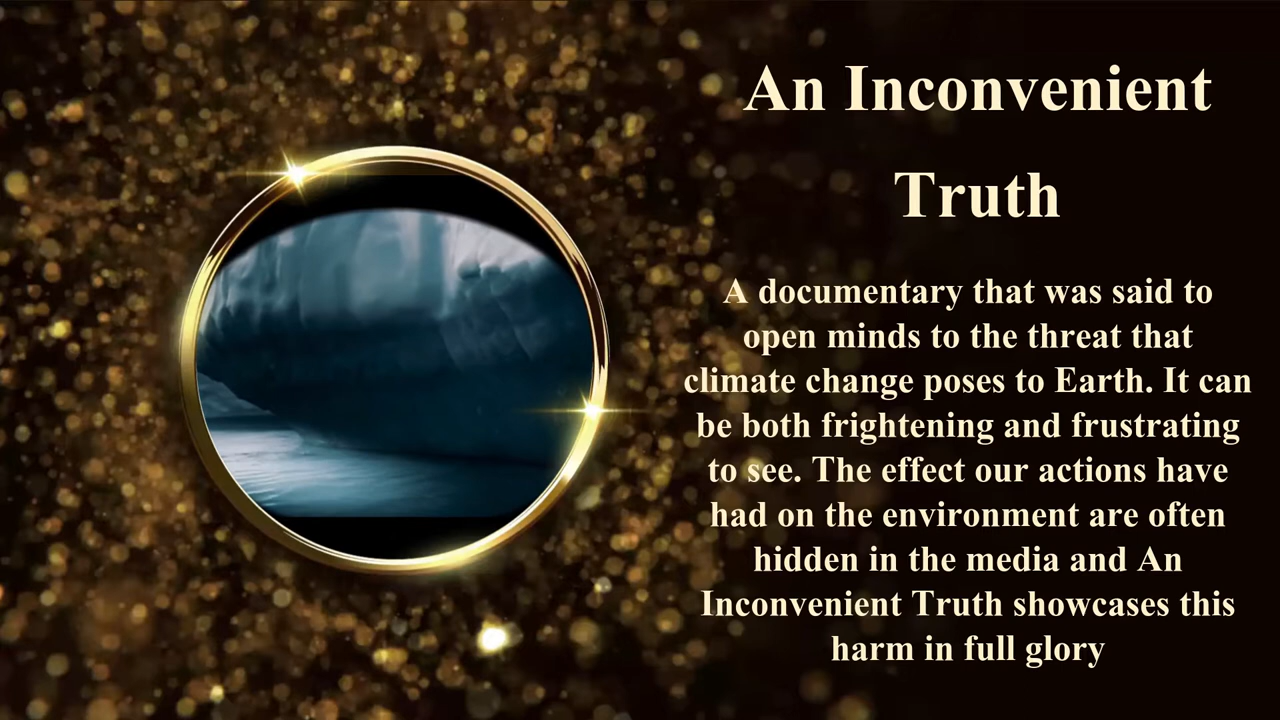 An Inconvenient
Truth
A documentary that was said to
open minds to the threat that
climate change poses to Earth. It can
be both frightening and frustrating
to see. The effect our actions have
had on the environment are often
hidden in the media and An
Inconvenient Truth showcases this
harm in full glory